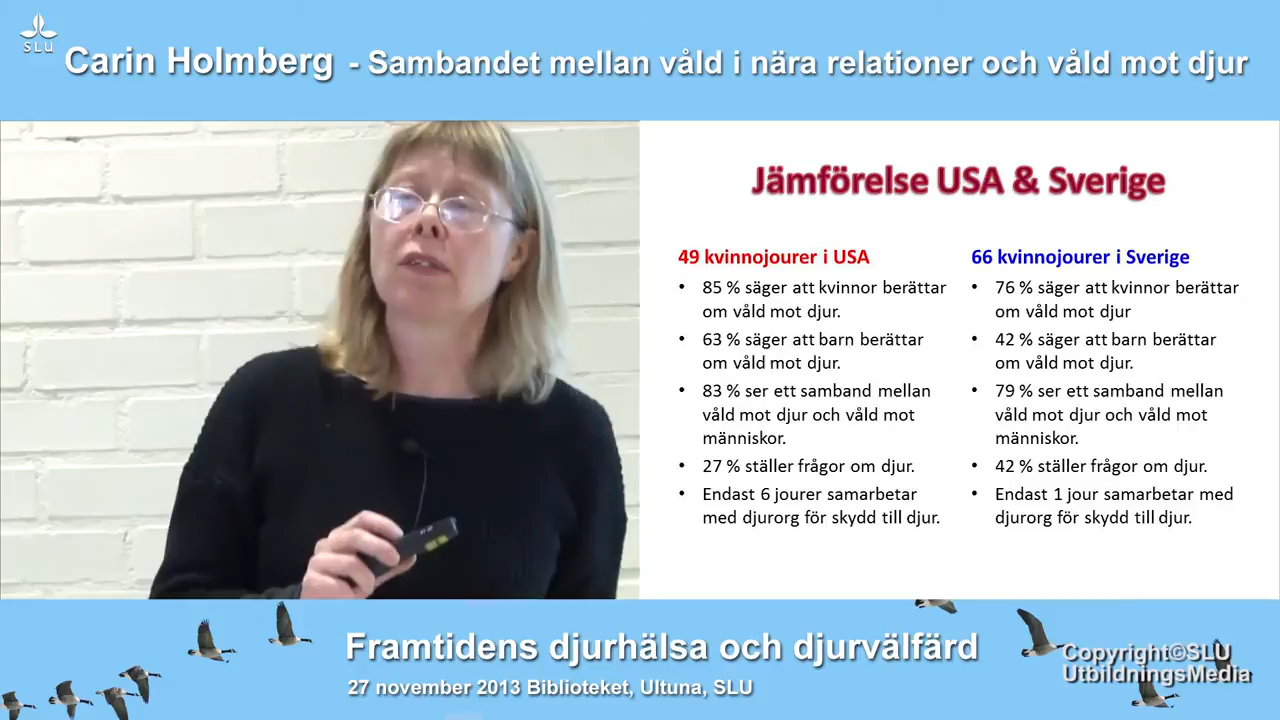 SLU
Carin Holmberg - Sambandet mellan våld i nära relationer och våld mot djur
Jämförelse USA & Sverige
49 kvinnojourer i USA
• 85 % säger att kvinnor berättar
om våld mot djur.
• 63 % säger att barn berättar
om våld mot djur.
• 83 % ser ett samband mellan
våld mot djur och våld mot
människor.
• 27 % ställer frågor om djur.
• Endast 6 jourer samarbetar
med djurorg för skydd till djur.
66 kvinnojourer i Sverige
• 76 % säger att kvinnor berättar
om våld mot djur
• 42 % säger att barn berättar
om våld mot djur.
• 79 % ser ett samband mellan
våld mot djur och våld mot
människor.
• 42 % ställer frågor om djur.
• Endast 1 jour samarbetar med
djurorg för skydd till djur.
Framtidens djurhälsa och djurvälfärd
27 november 2013 Biblioteket, Ultuna, SLU
Copyright©SLU
UtbildningsMedia